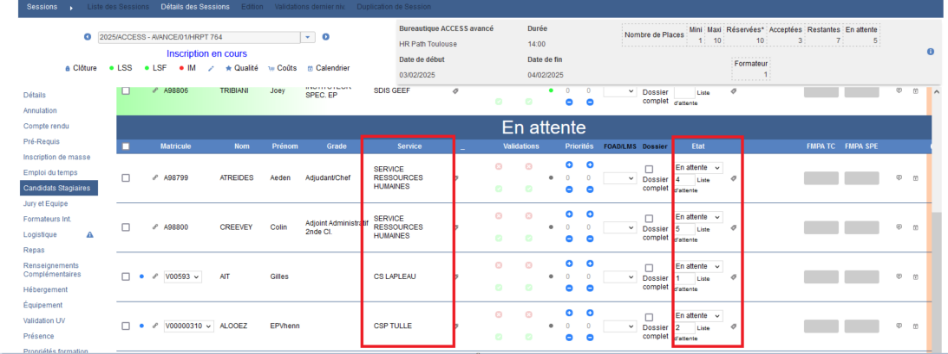 Sessions Liste des Sessions Détails des Sessions Edition Validations dernier niv. Duplication de Session
2025/ACCESS - AVANCE/01/HRPT 764
Inscription en cours
Clôture LSS LSF IM Qualité Coûts Calendrier
Bureautique ACCESS avancé Durée
HR Path Toulouse 14:00
Date de début Date de fin
03/02/2025 04/02/2025
Nombre de Places Mini Maxi Réservées* Acceptées Restantes En attente
1 10 10 3 7 5
Formateur
1
Détails
Annulation
Compte rendu
Pré-Requis
Inscription de masse
Emploi du temps
Candidats Stagiaires
Jury et Equipe
Formateurs Int
Logistique
Repas
Renseignements
Complémentaires
Hébergement
Équipement
Validation UV
Présence
Propriétés formation
A98806 TRIBIANI Joey SPEC. EP SDIS GEEF 0 0 Dossier complet Liste d'attente
En attente
Matricule Nom Prénom Grade Service Validations Priorités FOAD/LMS Dossier Etat FMPA TC FMPA SPE
A98799 ATREIDES Aeden Adjudant/Chef SERVICE RESSOURCES HUMAINES 0 0 Dossier complet En attente 4 Liste d'attente
A98800 CREEVEY Colin Adjoint Administratif 2nde Cl. SERVICE RESSOURCES HUMAINES 0 0 Dossier complet En attente 5 Liste d'attente
V00593 AIT Gilles CS LAPLEAU 0 0 Dossier complet En attente 1 Liste d'attente
V00000310 ALOOEZ EPVhenn CSP TULLE 0 0 Dossier complet En attente 2 Liste d'attente